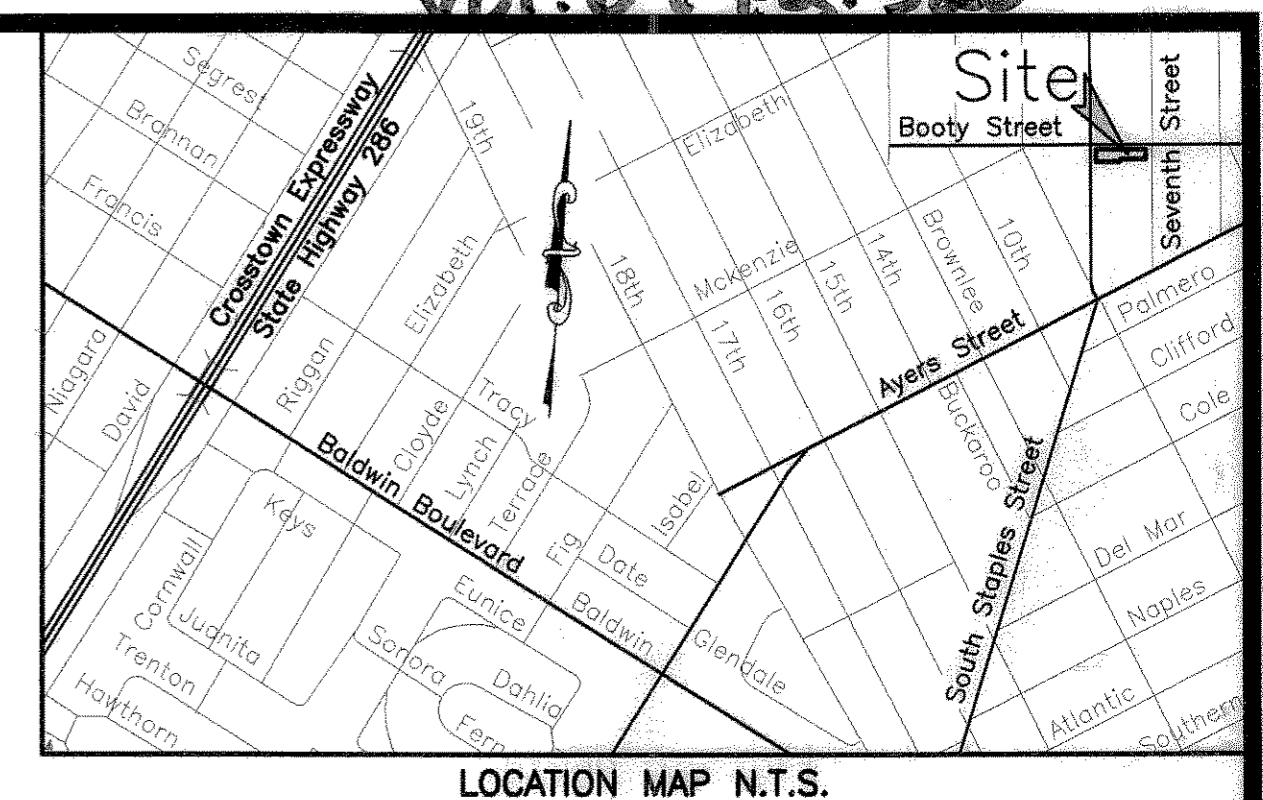 Segrest
Brannan
Francis
Crosstown Expressway
State Highway 286
19th
Elizabeth
Site
Booty Street
Seventh Street
Elizabeth
18th
Mckenzie
17th
16th
15th
14th
Brownlee
10th
Palmero
Clifford
Cole
Ayers Street
Buckaroo
South Staples Street
Del Mar
Naples
Atlantic
Southern
Niagara
David
Riggan
Cloyde
Lynch
Tracy
Terrace
Fig
Isabel
Date
Baldwin Boulevard
Baldwin
Glendale
Keys
Cornwall
Juanita
Trenton
Hawthorn
Eunice
Sonora
Dahlia
Fern
LOCATION MAP N.T.S.